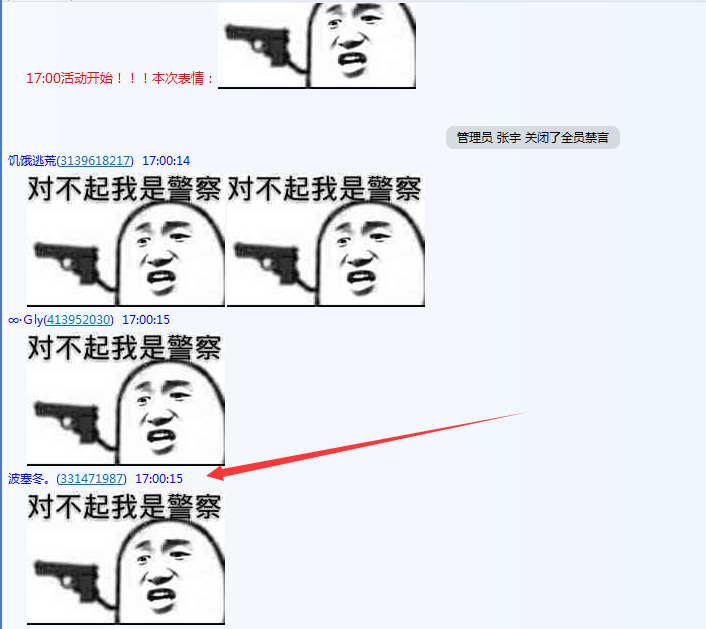 17:00活动开始！！！本次表情：
管理员 张宇 关闭了全员禁言
饥饿逃荒(3139618217) 17:00:14
对不起我是警察 对不起我是警察
∞·Gly(413952030) 17:00:15
对不起我是警察
波塞冬。(331471987) 17:00:15
对不起我是警察